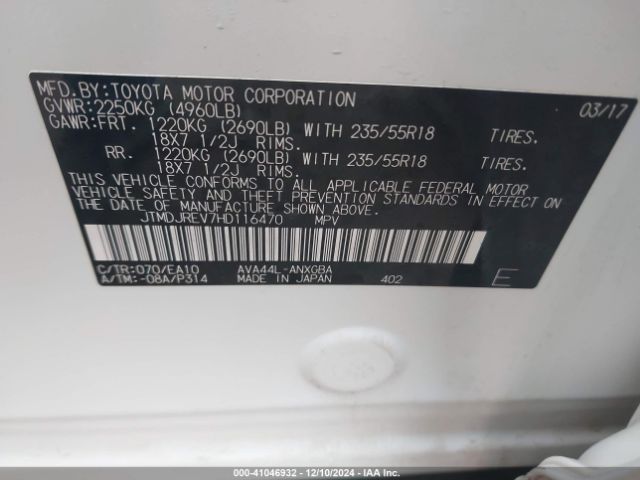 MFD.BY:TOYOTA MOTOR CORPORATION 03/17
GVWR:2250KG (4960LB)
GAWR:FRT. 1220KG (2690LB) WITH 235/55R18 TIRES.
18X7 1/2J RIMS.
RR. 1220KG (2690LB) WITH 235/55R18 TIRES.
18X7 1/2J RIMS.
THIS VEHICLE CONFORMS TO ALL APPLICABLE FEDERAL MOTOR
VEHICLE SAFETY AND THEFT PREVENTION STANDARDS IN EFFECT ON
THE DATE OF MANUFACTURE SHOWN ABOVE.
JTMDJREV7HD116470 MPV
C/TR:070/EA10 AVA44L-ANXGBA
A/TM:-08A/P314 MADE IN JAPAN 402 E
000-41046932 - 12/10/2024 - IAA Inc.